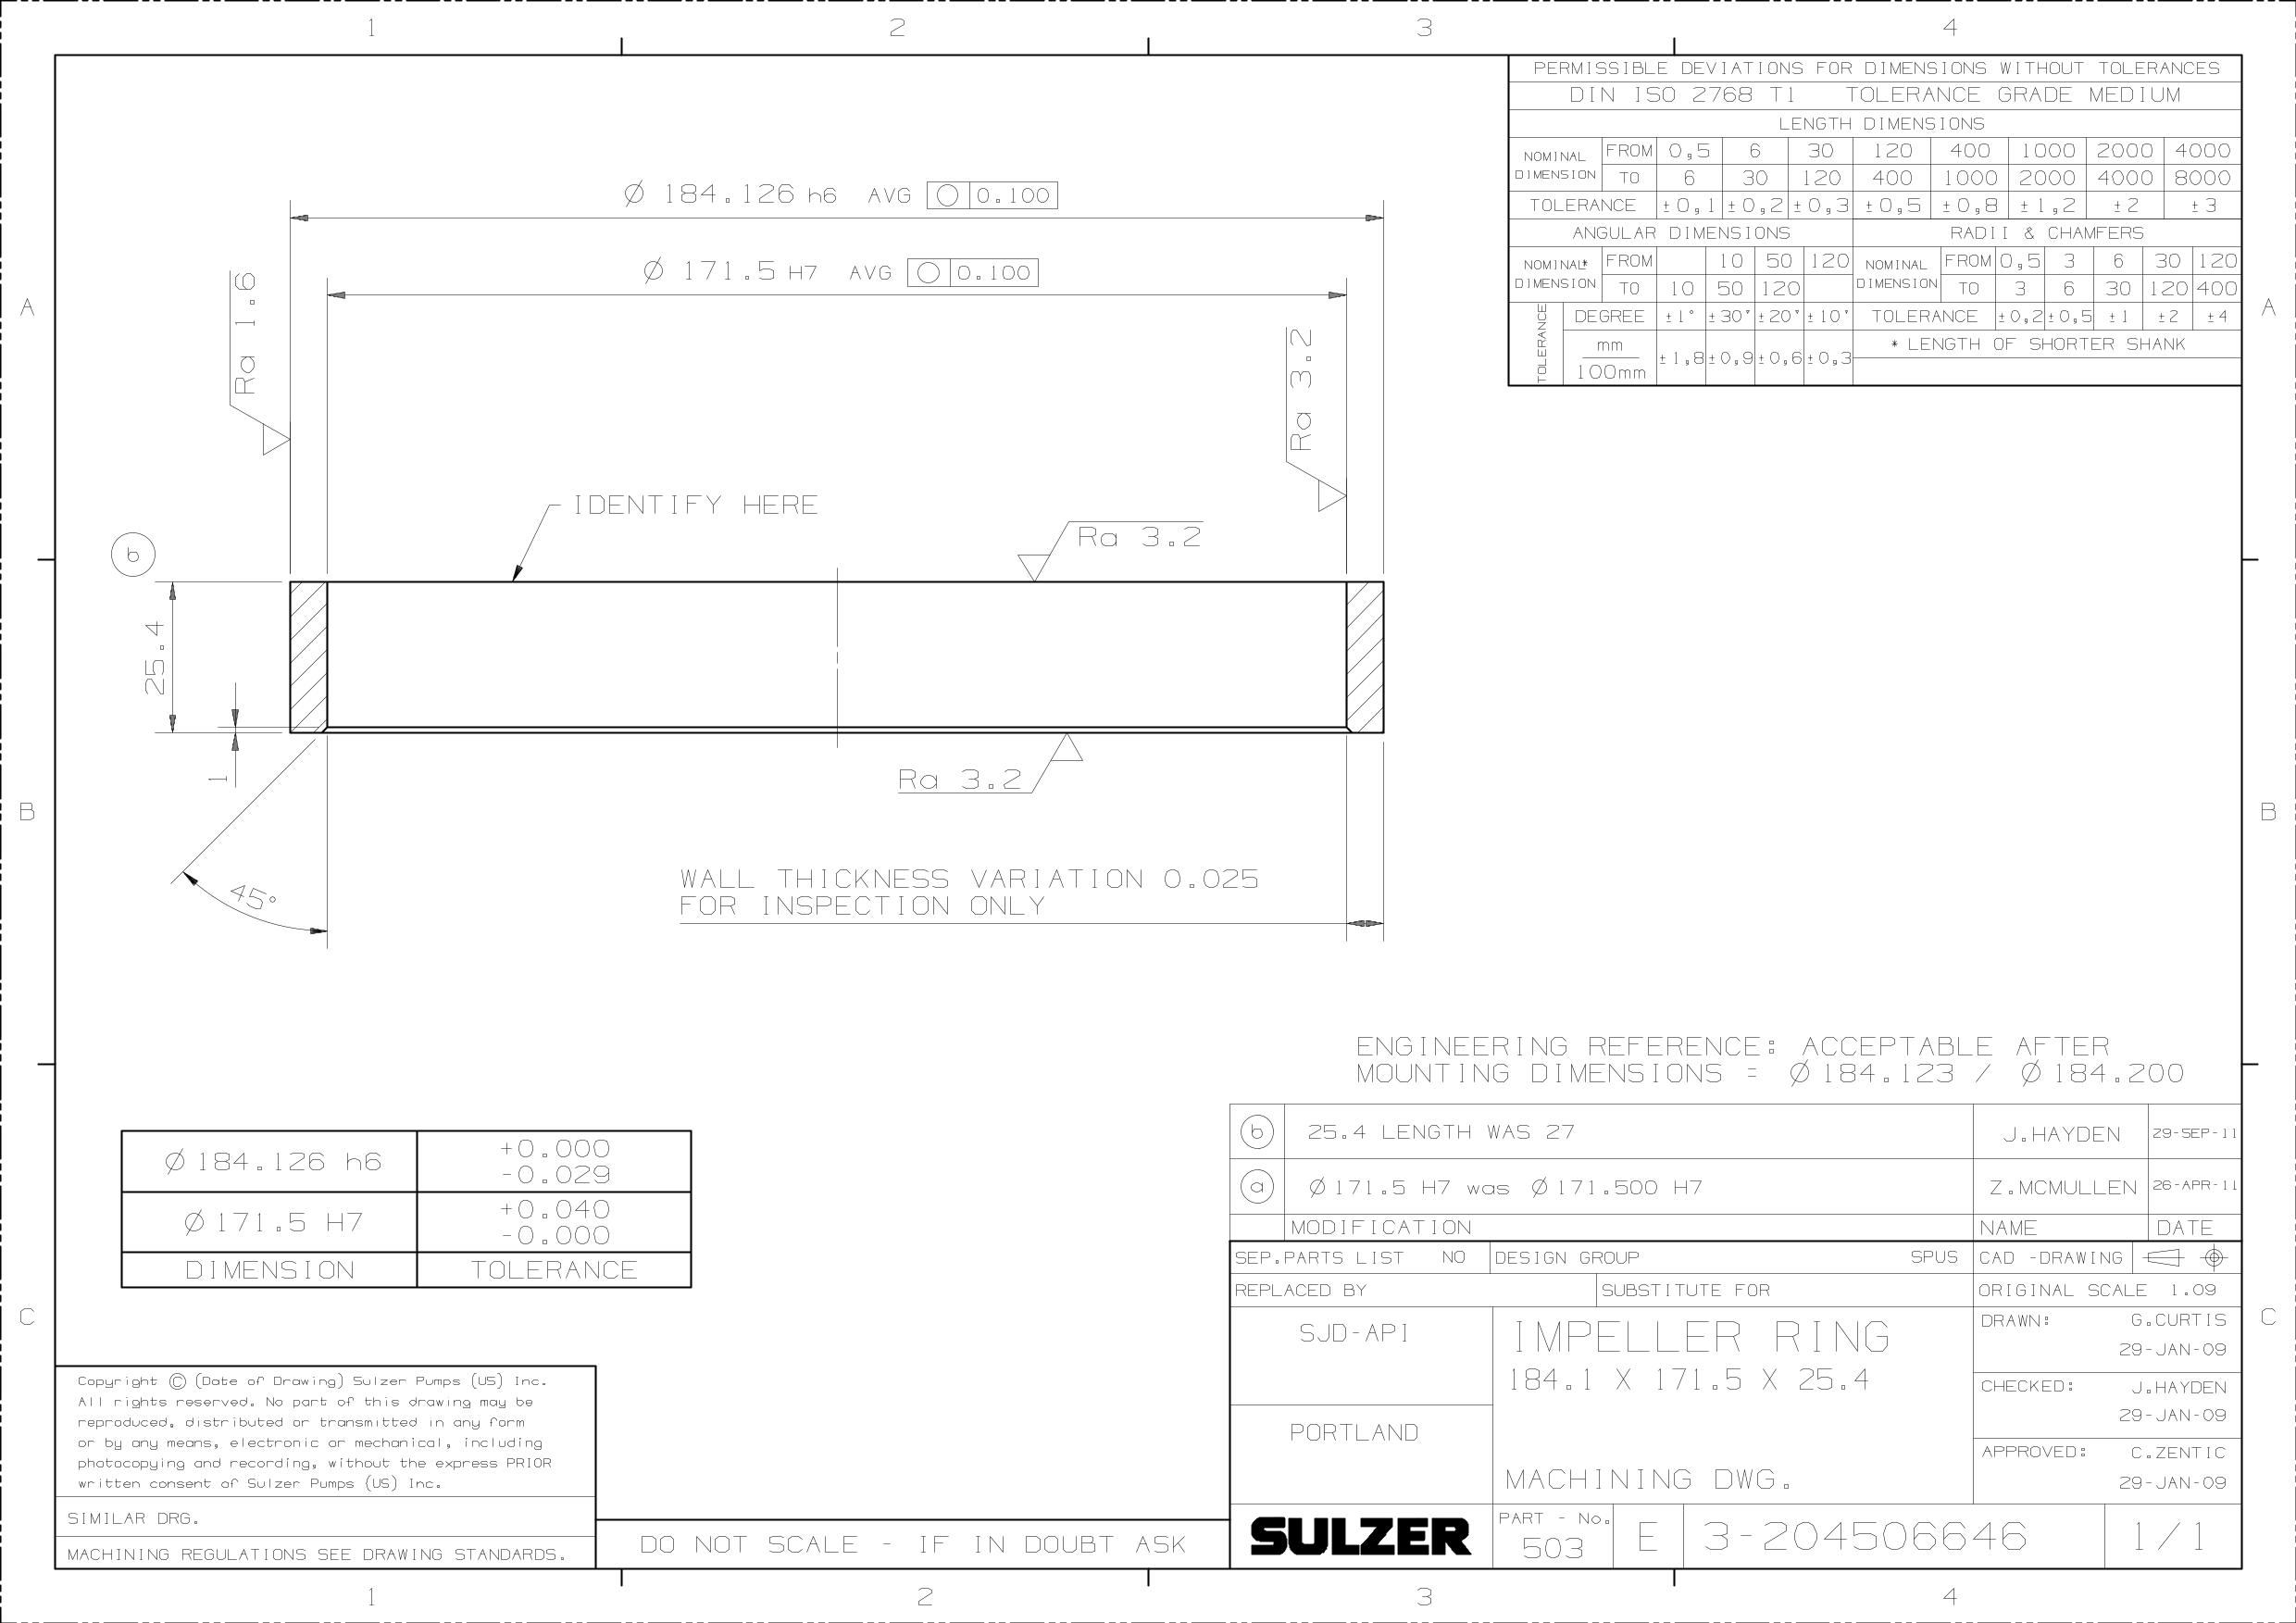 1 2 3 4
PERMISSIBLE DEVIATIONS FOR DIMENSIONS WITHOUT TOLERANCES
DIN ISO 2768 T1 TOLERANCE GRADE MEDIUM
LENGTH DIMENSIONS
NOMINAL DIMENSION FROM 0,5 6 30 120 400 1000 2000 4000
TO 6 30 120 400 1000 2000 4000 8000
TOLERANCE ±0,1 ±0,2 ±0,3 ±0,5 ±0,8 ±1,2 ±2 ±3
ANGULAR DIMENSIONS RADII & CHAMFERS
NOMINAL* DIMENSION FROM 10 50 120 NOMINAL DIMENSION FROM 0,5 3 6 30 120
TO 10 50 120 TO 3 6 30 120 400
TOLERANCE DEGREE ±1° ±30' ±20' ±10' TOLERANCE ±0,2 ±0,5 ±1 ±2 ±4
mm
100mm
±1,8 ±0,9 ±0,6 ±0,3
* LENGTH OF SHORTER SHANK
Ø 184.126 h6 AVG ○ 0.100
Ø 171.5 H7 AVG ○ 0.100
A A
Ra 1.6
Ra 3.2
IDENTIFY HERE
Ra 3.2
b
25.4
1
Ra 3.2
B B
45°
WALL THICKNESS VARIATION 0.025
FOR INSPECTION ONLY
ENGINEERING REFERENCE: ACCEPTABLE AFTER
MOUNTING DIMENSIONS = Ø184.123 / Ø184.200
Ø184.126 h6 +0.000
-0.029
Ø171.5 H7 +0.040
-0.000
DIMENSION TOLERANCE
b 25.4 LENGTH WAS 27 J.HAYDEN 29-SEP-11
a Ø171.5 H7 was Ø171.500 H7 Z.MCMULLEN 26-APR-11
MODIFICATION NAME DATE
SEP.PARTS LIST NO DESIGN GROUP SPUS CAD -DRAWING
REPLACED BY SUBSTITUTE FOR ORIGINAL SCALE 1.09
C C
SJD-API
PORTLAND
IMPELLER RING
184.1 X 171.5 X 25.4
MACHINING DWG.
DRAWN: G.CURTIS
29-JAN-09
CHECKED: J.HAYDEN
29-JAN-09
APPROVED: C.ZENTIC
29-JAN-09
SULZER
PART - No.
503
E
3-204506646
1/1
Copyright © (Date of Drawing) Sulzer Pumps (US) Inc.
All rights reserved. No part of this drawing may be
reproduced, distributed or transmitted in any form
or by any means, electronic or mechanical, including
photocopying and recording, without the express PRIOR
written consent of Sulzer Pumps (US) Inc.
SIMILAR DRG.
MACHINING REGULATIONS SEE DRAWING STANDARDS.
DO NOT SCALE - IF IN DOUBT ASK
1 2 3 4